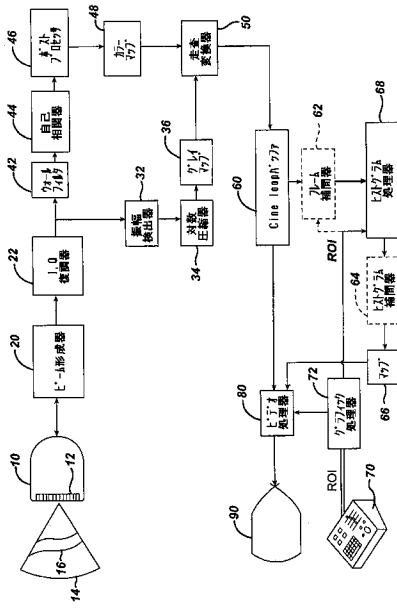 46
ポスト
プロセッサ
48
カラー
マップ
50
走査
変換器
44
自己
相関器
36
グレイ
マップ
42
ウォール
フィルタ
32
振幅
検出器
34
対数
圧縮器
22
I,Q
復調器
20
ビーム形成器
10
12
14
16
60
Cine loopバッファ
62
フレーム
補間器
68
ヒストグラム
処理器
ROI
64
ヒストグラム
補間器
66
マップ
72
グラフィック
処理器
80
ビデオ
処理器
90
ROI
70